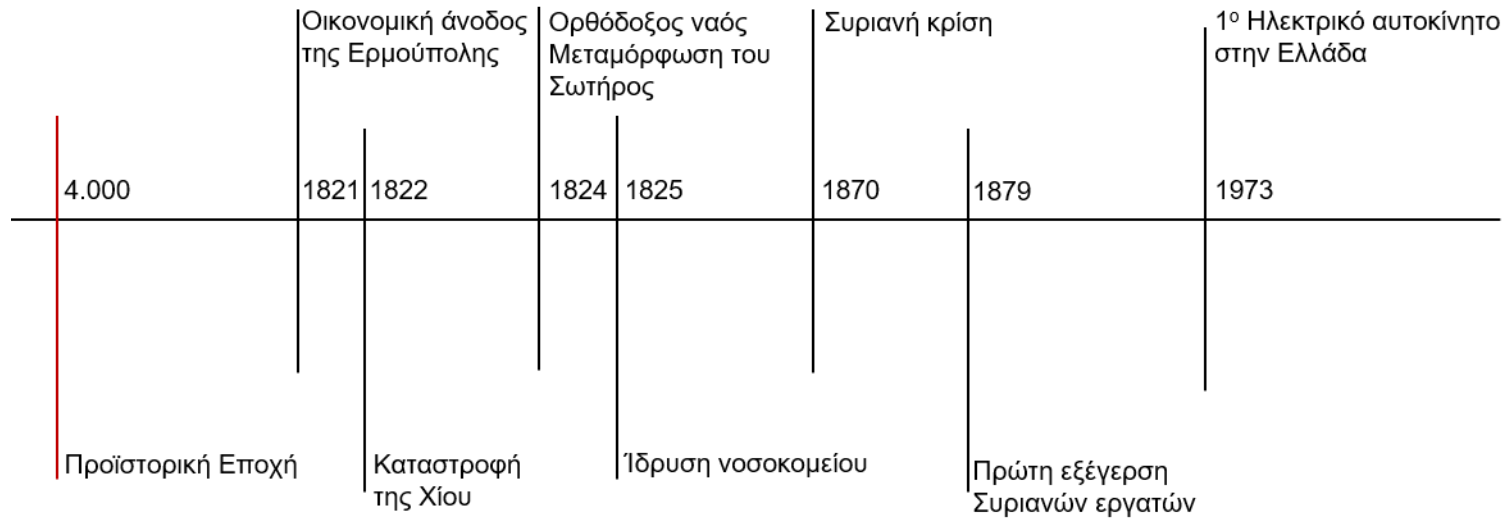 Οικονομική άνοδος
της Ερμούπολης
Ορθόδοξος ναός
Μεταμόρφωση του
Σωτήρος
Συριανή κρίση
1ο Ηλεκτρικό αυτοκίνητο
στην Ελλάδα
4.000
1821
1822
1824
1825
1870
1879
1973
Προϊστορική Εποχή
Καταστροφή
της Χίου
Ίδρυση νοσοκομείου
Πρώτη εξέγερση
Συριανών εργατών